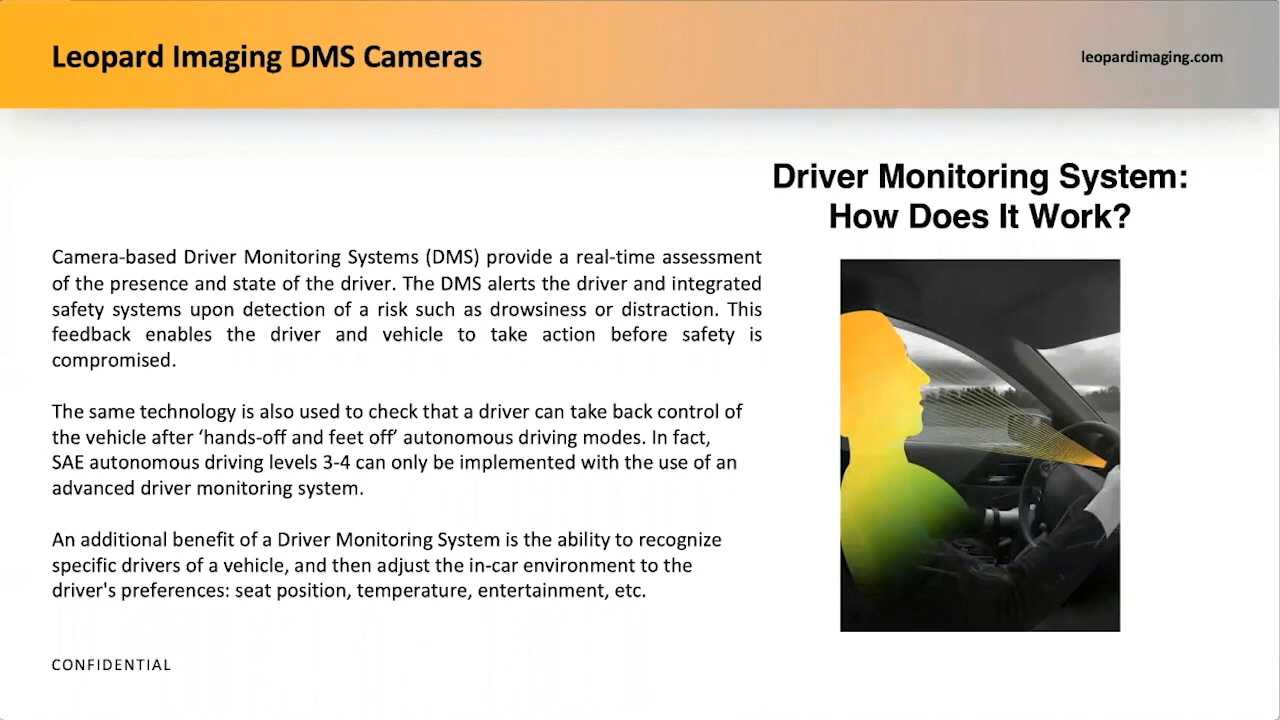 Leopard Imaging DMS Cameras
leopardimaging.com
Driver Monitoring System:
How Does It Work?
Camera-based Driver Monitoring Systems (DMS) provide a real-time assessment
of the presence and state of the driver. The DMS alerts the driver and integrated
safety systems upon detection of a risk such as drowsiness or distraction. This
feedback enables the driver and vehicle to take action before safety is
compromised.
The same technology is also used to check that a driver can take back control of
the vehicle after ‘hands-off and feet off’ autonomous driving modes. In fact,
SAE autonomous driving levels 3-4 can only be implemented with the use of an
advanced driver monitoring system.
An additional benefit of a Driver Monitoring System is the ability to recognize
specific drivers of a vehicle, and then adjust the in-car environment to the
driver's preferences: seat position, temperature, entertainment, etc.
CONFIDENTIAL